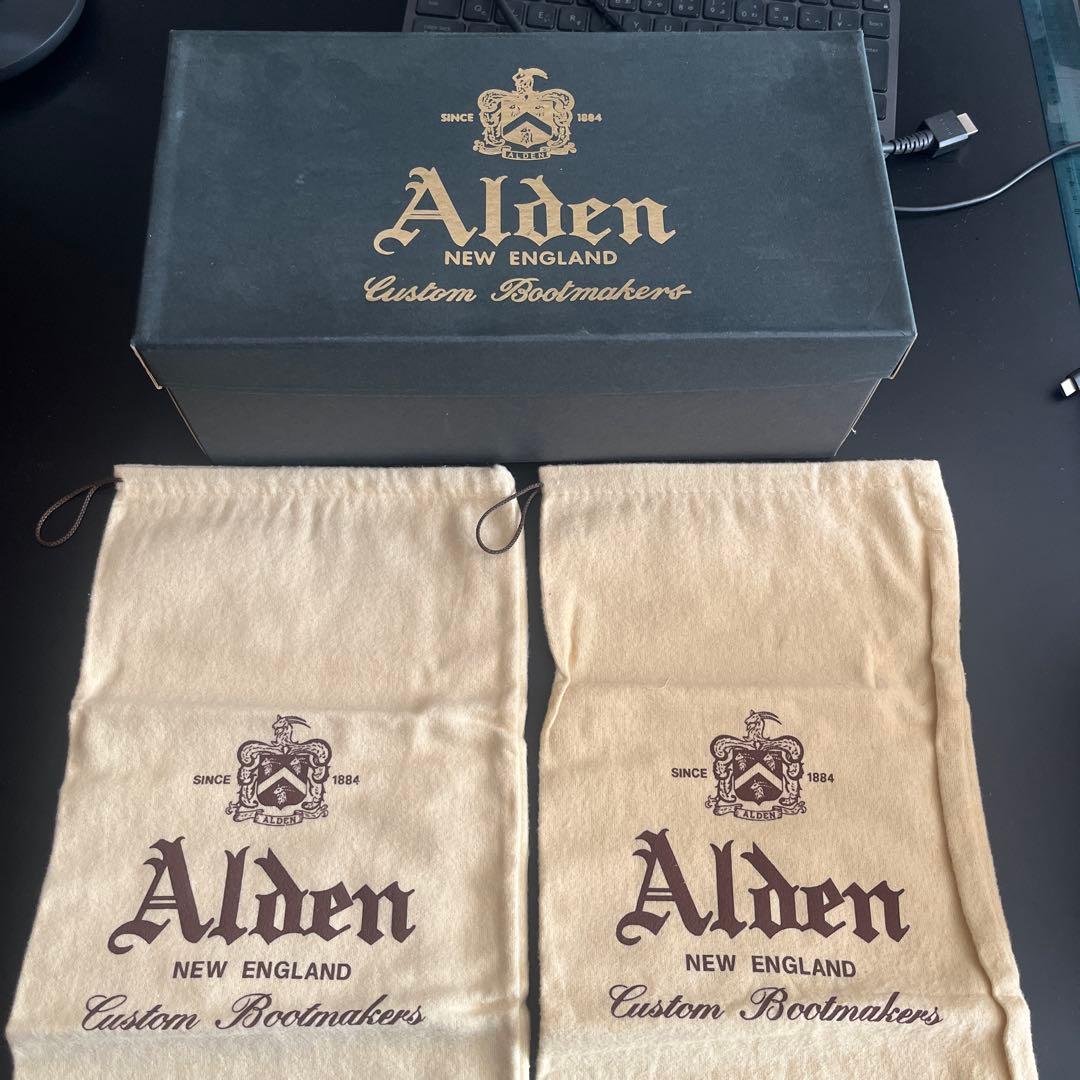 SINCE 1884
ALDEN
Alden
NEW ENGLAND
Custom Bootmakers
SINCE 1884
ALDEN
Alden
NEW ENGLAND
Custom Bootmakers
SINCE 1884
ALDEN
Alden
NEW ENGLAND
Custom Bootmakers